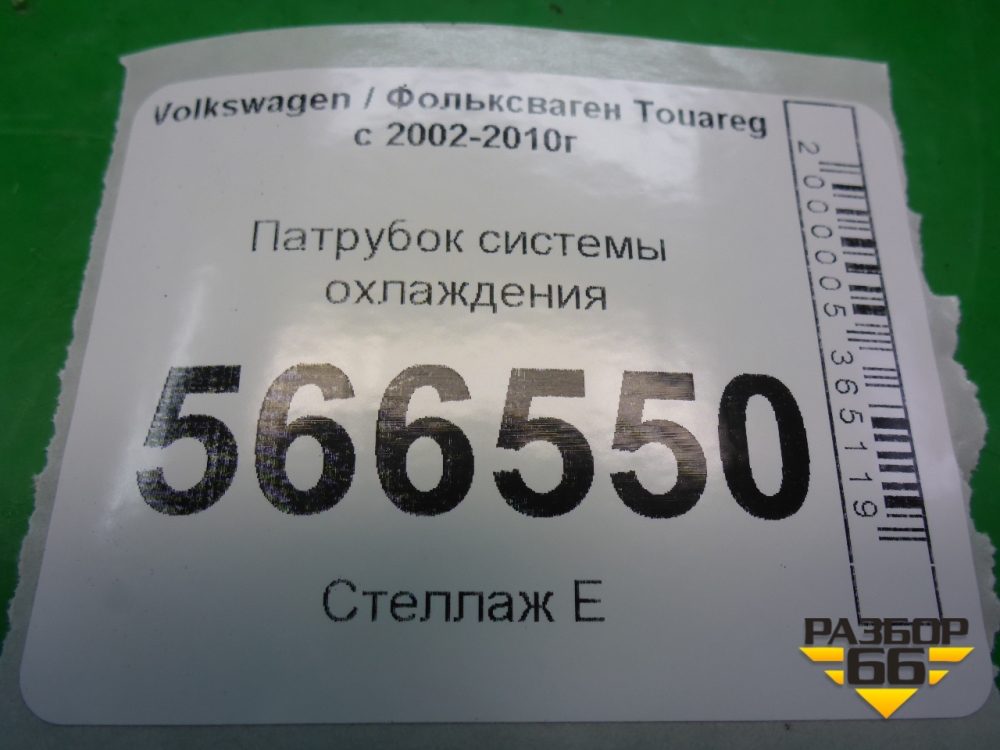 Volkswagen / Фольксваген Touareg
с 2002-2010г
Патрубок системы
охлаждения
566550
Стеллаж Е
2000005365119
РАЗБОР
66